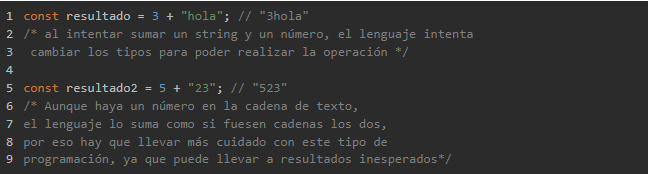 1 const resultado = 3 + "hola"; // "3hola"
2 /* al intentar sumar un string y un número, el lenguaje intenta
3 cambiar los tipos para poder realizar la operación */
4
5 const resultado2 = 5 + "23"; // "523"
6 /* Aunque haya un número en la cadena de texto,
7 el lenguaje lo suma como si fuesen cadenas los dos,
8 por eso hay que llevar más cuidado con este tipo de
9 programación, ya que puede llevar a resultados inesperados*/